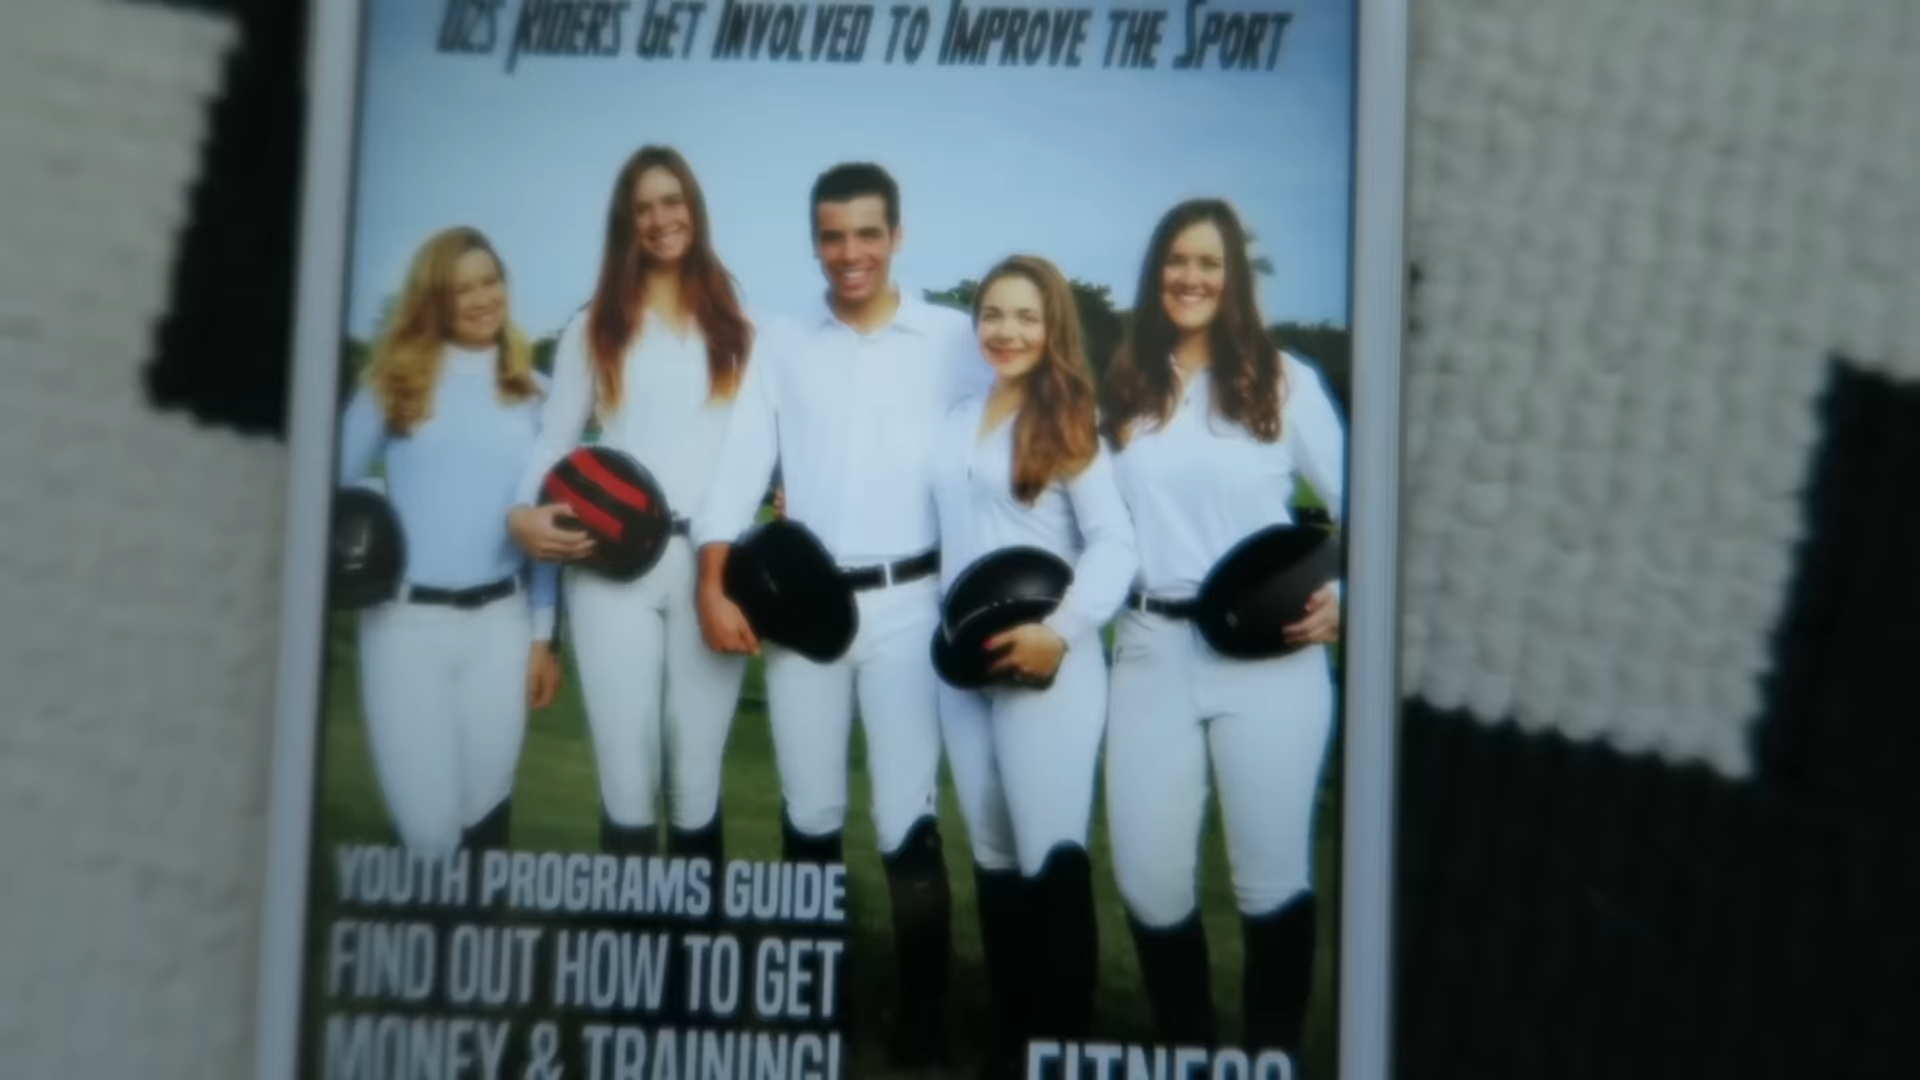 U25 Riders Get Involved to Improve the Sport
YOUTH PROGRAMS GUIDE
FIND OUT HOW TO GET
MONEY & TRAINING!
FITNESS